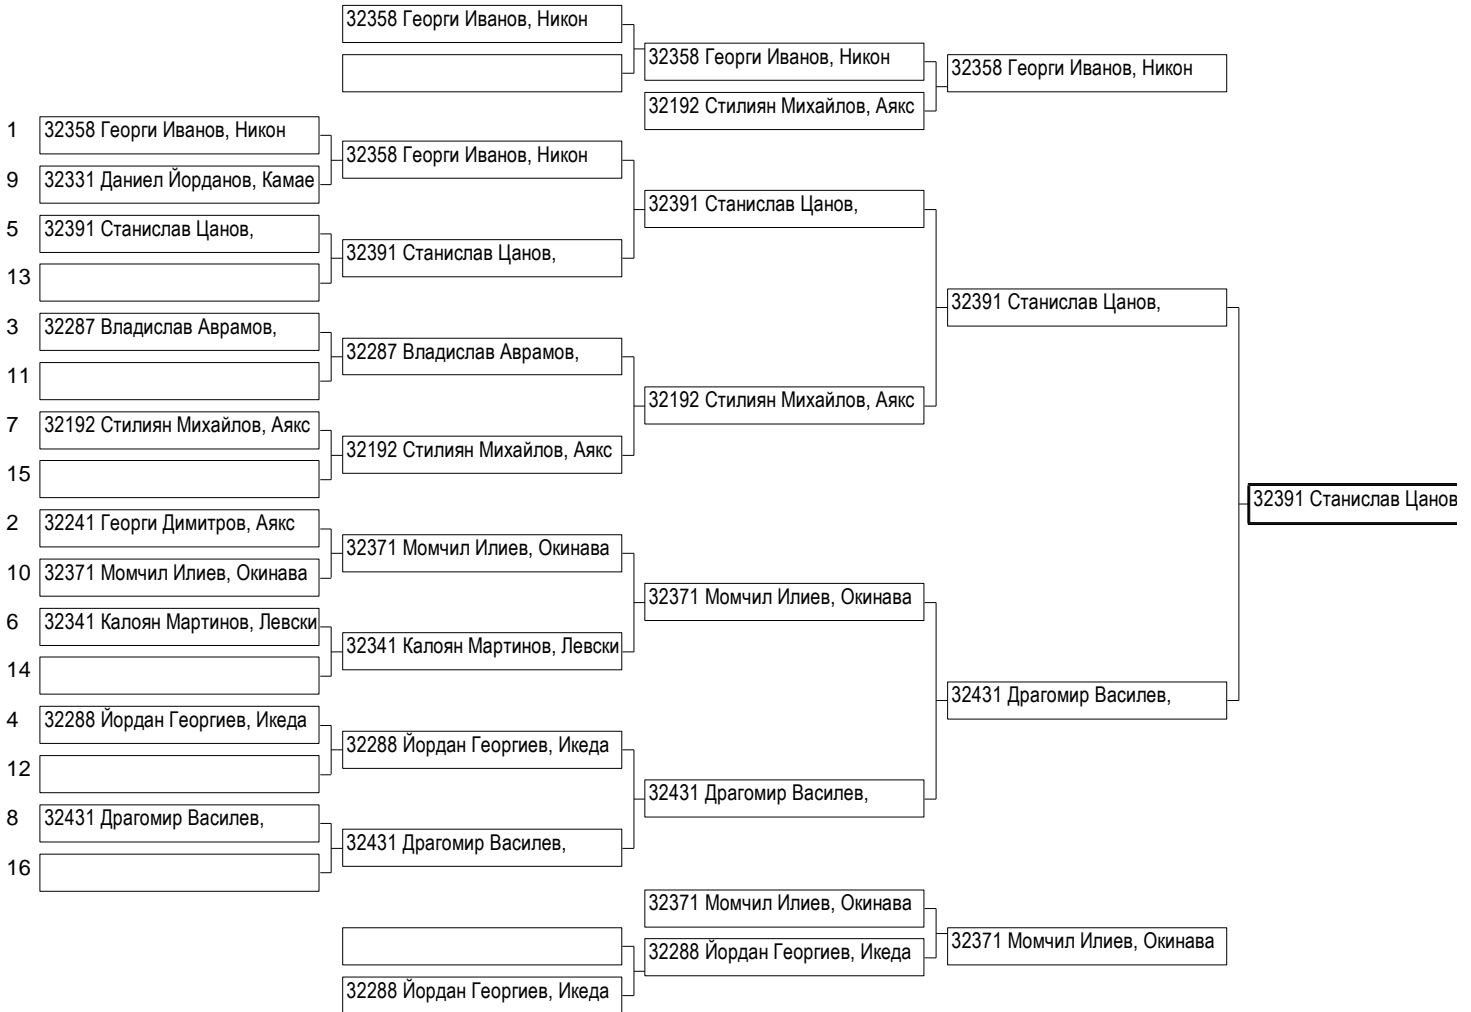 32358 Георги Иванов, Никон
32358 Георги Иванов, Никон
32358 Георги Иванов, Никон
32192 Стилиян Михайлов, Аякс
1 32358 Георги Иванов, Никон
32358 Георги Иванов, Никон
9 32331 Даниел Йорданов, Камае
32391 Станислав Цанов,
5 32391 Станислав Цанов,
32391 Станислав Цанов,
13
32391 Станислав Цанов,
3 32287 Владислав Аврамов,
32287 Владислав Аврамов,
11
32192 Стилиян Михайлов, Аякс
7 32192 Стилиян Михайлов, Аякс
32192 Стилиян Михайлов, Аякс
15
32391 Станислав Цанов
2 32241 Георги Димитров, Аякс
32371 Момчил Илиев, Окинава
10 32371 Момчил Илиев, Окинава
32371 Момчил Илиев, Окинава
6 32341 Калоян Мартинов, Левски
32341 Калоян Мартинов, Левски
14
32431 Драгомир Василев,
4 32288 Йордан Георгиев, Икеда
32288 Йордан Георгиев, Икеда
12
32431 Драгомир Василев,
8 32431 Драгомир Василев,
32431 Драгомир Василев,
16
32371 Момчил Илиев, Окинава
32371 Момчил Илиев, Окинава
32288 Йордан Георгиев, Икеда
32288 Йордан Георгиев, Икеда